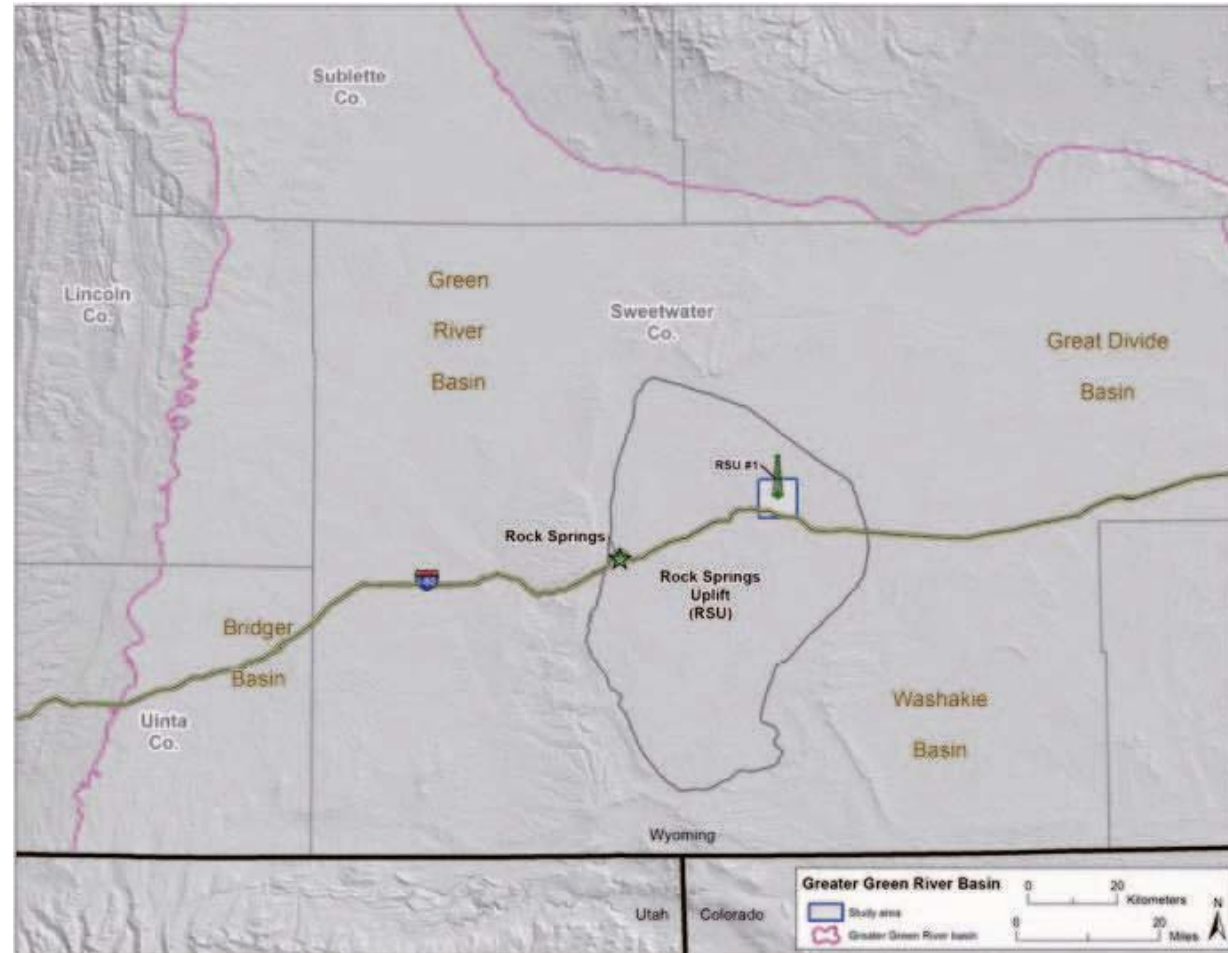 Sublette
Co.
Lincoln
Co.
Green
River
Basin
Sweetwater
Co.
Great Divide
Basin
RSU #1
Rock Springs
80
Rock Springs
Uplift
(RSU)
Bridger
Basin
Uinta
Co.
Washakie
Basin
Wyoming
Utah
Colorado
Greater Green River Basin
Study area
Greater Green River basin
0 20
Kilometers
0 20
Miles
N